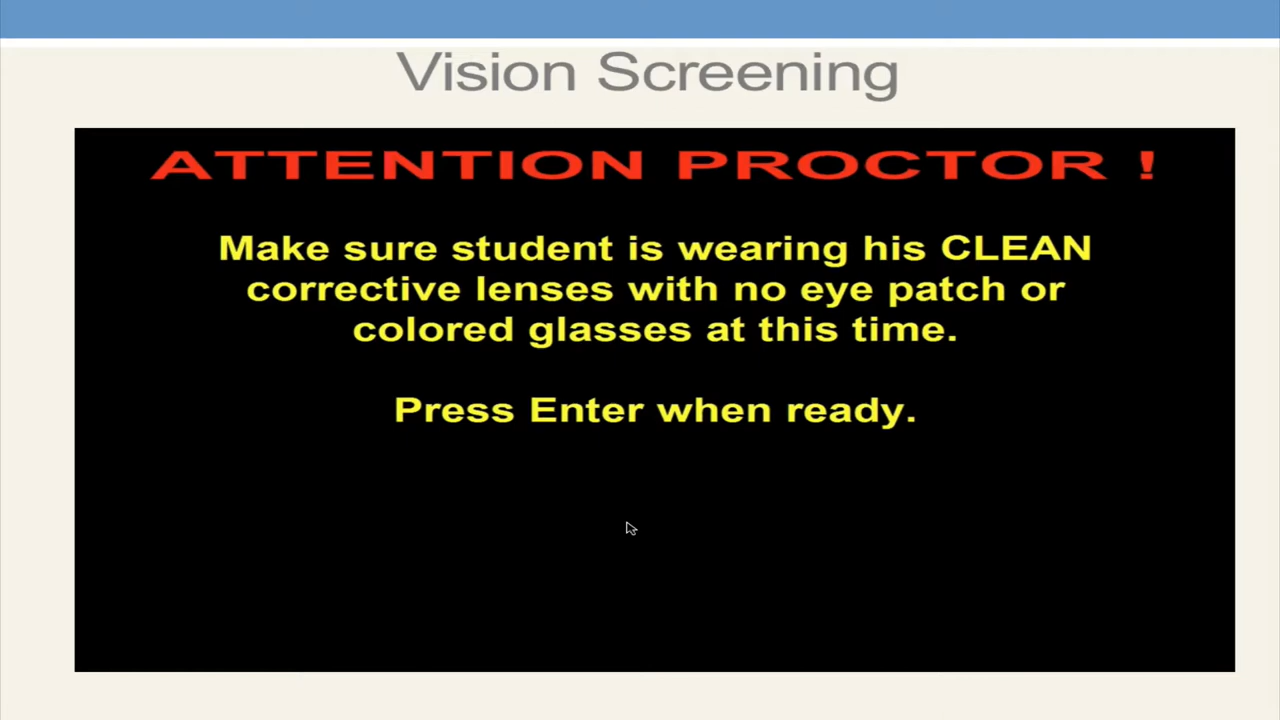 Vision Screening
ATTENTION PROCTOR !
Make sure student is wearing his CLEAN
corrective lenses with no eye patch or
colored glasses at this time.
Press Enter when ready.